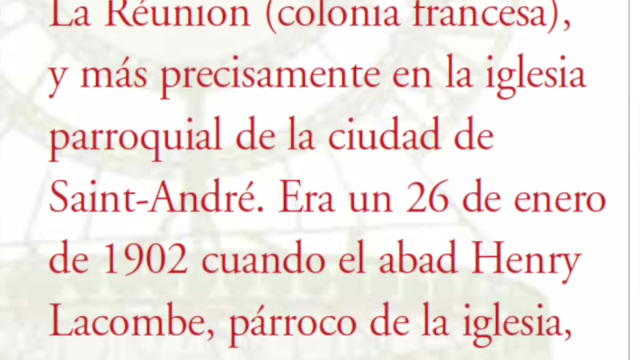 La Réunion (colonia francesa),
y más precisamente en la iglesia
parroquial de la ciudad de
Saint-André. Era un 26 de enero
de 1902 cuando el abad Henry
Lacombe, párroco de la iglesia,